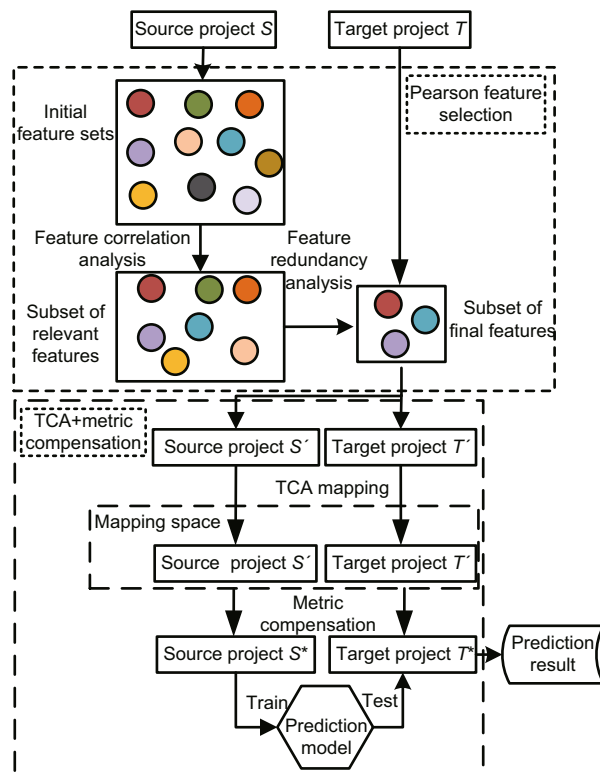 Source project S
Target project T
Pearson feature
selection
Initial
feature sets
Feature correlation
analysis
Feature
redundancy
analysis
Subset of
relevant
features
Subset of
final features
TCA+metric
compensation
Source project S´
Target project T´
TCA mapping
Mapping space
Source project S´
Target project T´
Metric
compensation
Source project S*
Target project T*
Prediction
result
Train
Test
Prediction
model